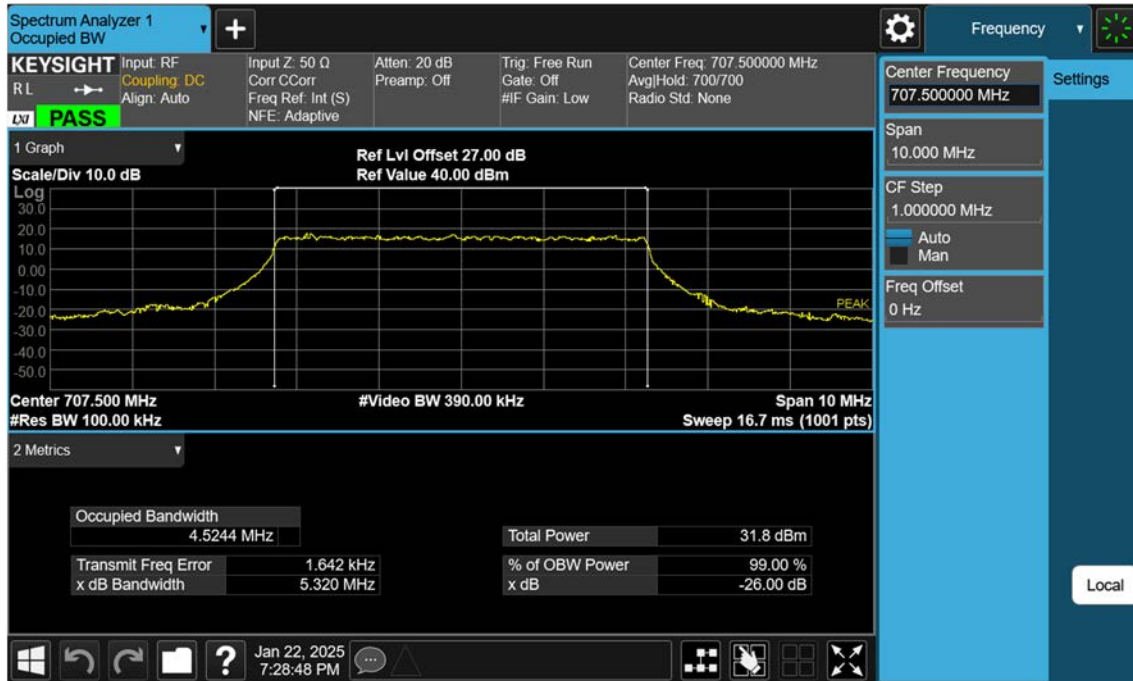 Spectrum Analyzer 1
Occupied BW
Frequency
KEYSIGHT
RL
LXI
PASS
Input: RF
Coupling: DC
Align: Auto
Input Z: 50 Ω
Corr CCorr
Freq Ref: Int (S)
NFE: Adaptive
Atten: 20 dB
Preamp: Off
Trig: Free Run
Gate: Off
#IF Gain: Low
Center Freq: 707.500000 MHz
Avg|Hold: 700/700
Radio Std: None
Center Frequency
707.500000 MHz
Settings
Span
10.000 MHz
CF Step
1.000000 MHz
Auto
Man
Freq Offset
0 Hz
Local
1 Graph
Scale/Div 10.0 dB
Ref Lvl Offset 27.00 dB
Ref Value 40.00 dBm
Log
30.0
20.0
10.0
0.00
-10.0
-20.0
-30.0
-40.0
-50.0
PEAK
Center 707.500 MHz
#Video BW 390.00 kHz
Span 10 MHz
#Res BW 100.00 kHz
Sweep 16.7 ms (1001 pts)
2 Metrics
Occupied Bandwidth
4.5244 MHz
Total Power 31.8 dBm
Transmit Freq Error 1.642 kHz
% of OBW Power 99.00 %
x dB Bandwidth 5.320 MHz
x dB -26.00 dB
?
Jan 22, 2025
7:28:48 PM